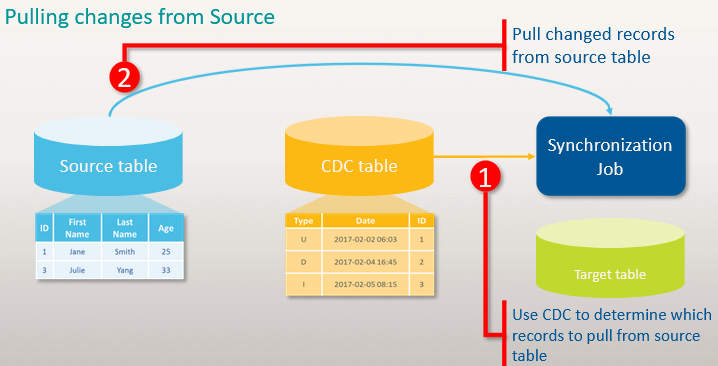 Pulling changes from Source
Pull changed records
from source table
2
Source table
CDC table
Synchronization
Job
1
ID First Name Last Name Age
1 Jane Smith 25
3 Julie Yang 33
Type Date ID
U 2017-02-02 06:03 1
D 2017-02-04 16:45 2
I 2017-02-05 08:15 3
Target table
Use CDC to determine which
records to pull from source
table